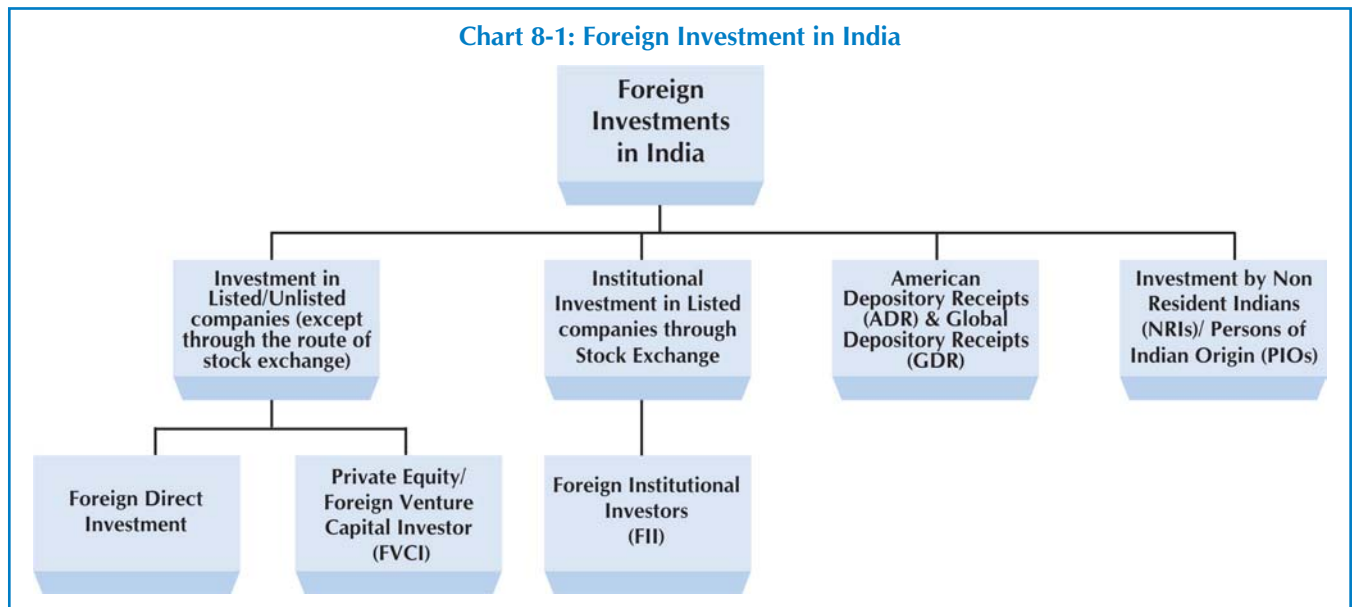 Chart 8-1: Foreign Investment in India
Foreign
Investments
in India
Investment in
Listed/Unlisted
companies (except
through the route of
stock exchange)
Institutional
Investment in Listed
companies through
Stock Exchange
American
Depository Receipts
(ADR) & Global
Depository Receipts
(GDR)
Investment by Non
Resident Indians
(NRIs)/ Persons of
Indian Origin (PIOs)
Foreign Direct
Investment
Private Equity/
Foreign Venture
Capital Investor
(FVCI)
Foreign Institutional
Investors
(FII)